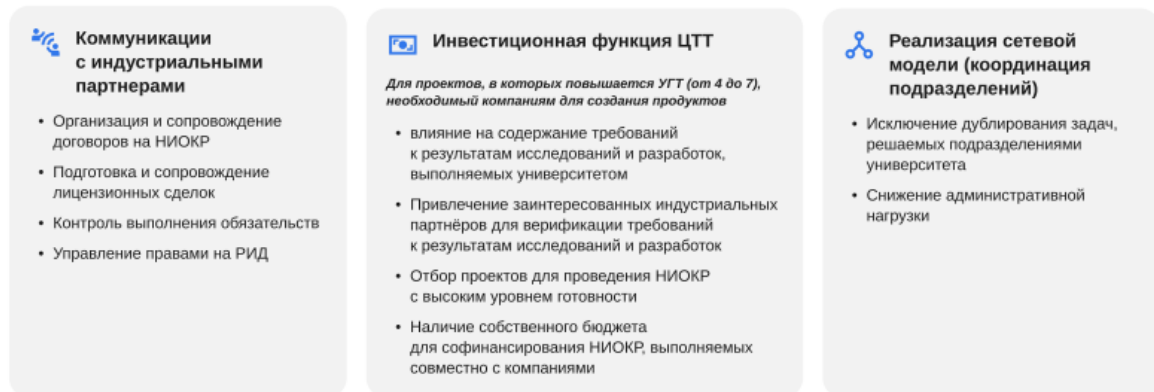 Коммуникации
с индустриальными
партнерами
• Организация и сопровождение
договоров на НИОКР
• Подготовка и сопровождение
лицензионных сделок
• Контроль выполнения обязательств
• Управление правами на РИД
Инвестиционная функция ЦТТ
Для проектов, в которых повышается УГТ (от 4 до 7),
необходимый компаниям для создания продуктов
• влияние на содержание требований
к результатам исследований и разработок,
выполняемых университетом
• Привлечение заинтересованных индустриальных
партнёров для верификации требований
к результатам исследований и разработок
• Отбор проектов для проведения НИОКР
с высоким уровнем готовности
• Наличие собственного бюджета
для софинансирования НИОКР, выполняемых
совместно с компаниями
Реализация сетевой
модели (координация
подразделений)
• Исключение дублирования задач,
решаемых подразделениями
университета
• Снижение административной
нагрузки